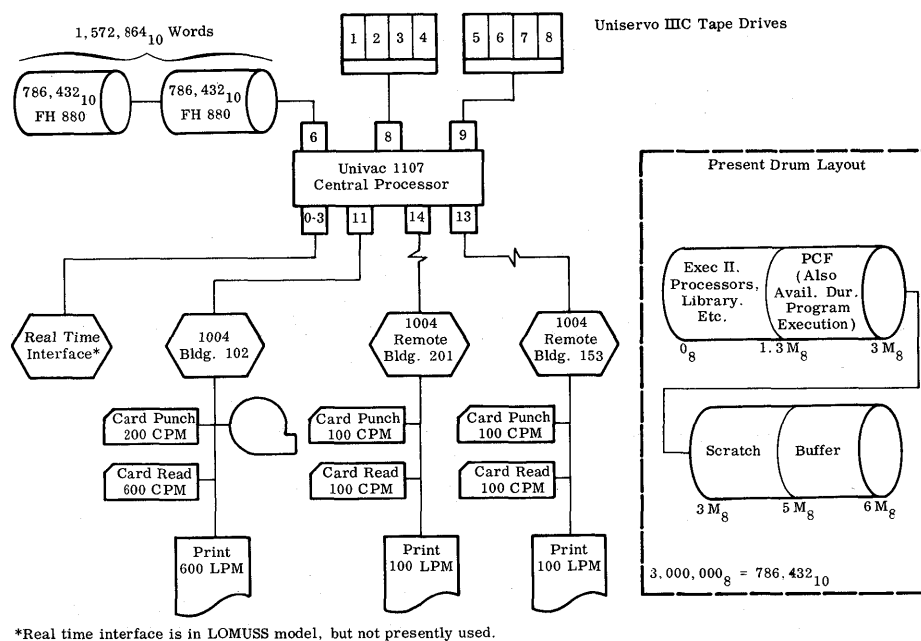 1,572,864₁₀ Words
786,432₁₀
FH 880
786,432₁₀
FH 880
1 2 3 4
5 6 7 8
Uniservo IIIC Tape Drives
6
8
9
Univac 1107
Central Processor
0-3
11
14
13
Real Time
Interface*
1004
Bldg. 102
1004
Remote
Bldg. 201
1004
Remote
Bldg. 153
Card Punch
200 CPM
Card Read
600 CPM
Print
600 LPM
Card Punch
100 CPM
Card Read
100 CPM
Print
100 LPM
Card Punch
100 CPM
Card Read
100 CPM
Print
100 LPM
Present Drum Layout
Exec II.
Processors,
Library.
Etc.
PCF
(Also
Avail. Dur.
Program
Execution)
0₈
1.3 M₈
3 M₈
Scratch
Buffer
3 M₈
5 M₈
6 M₈
3,000,000₈ = 786,432₁₀
*Real time interface is in LOMUSS model, but not presently used.